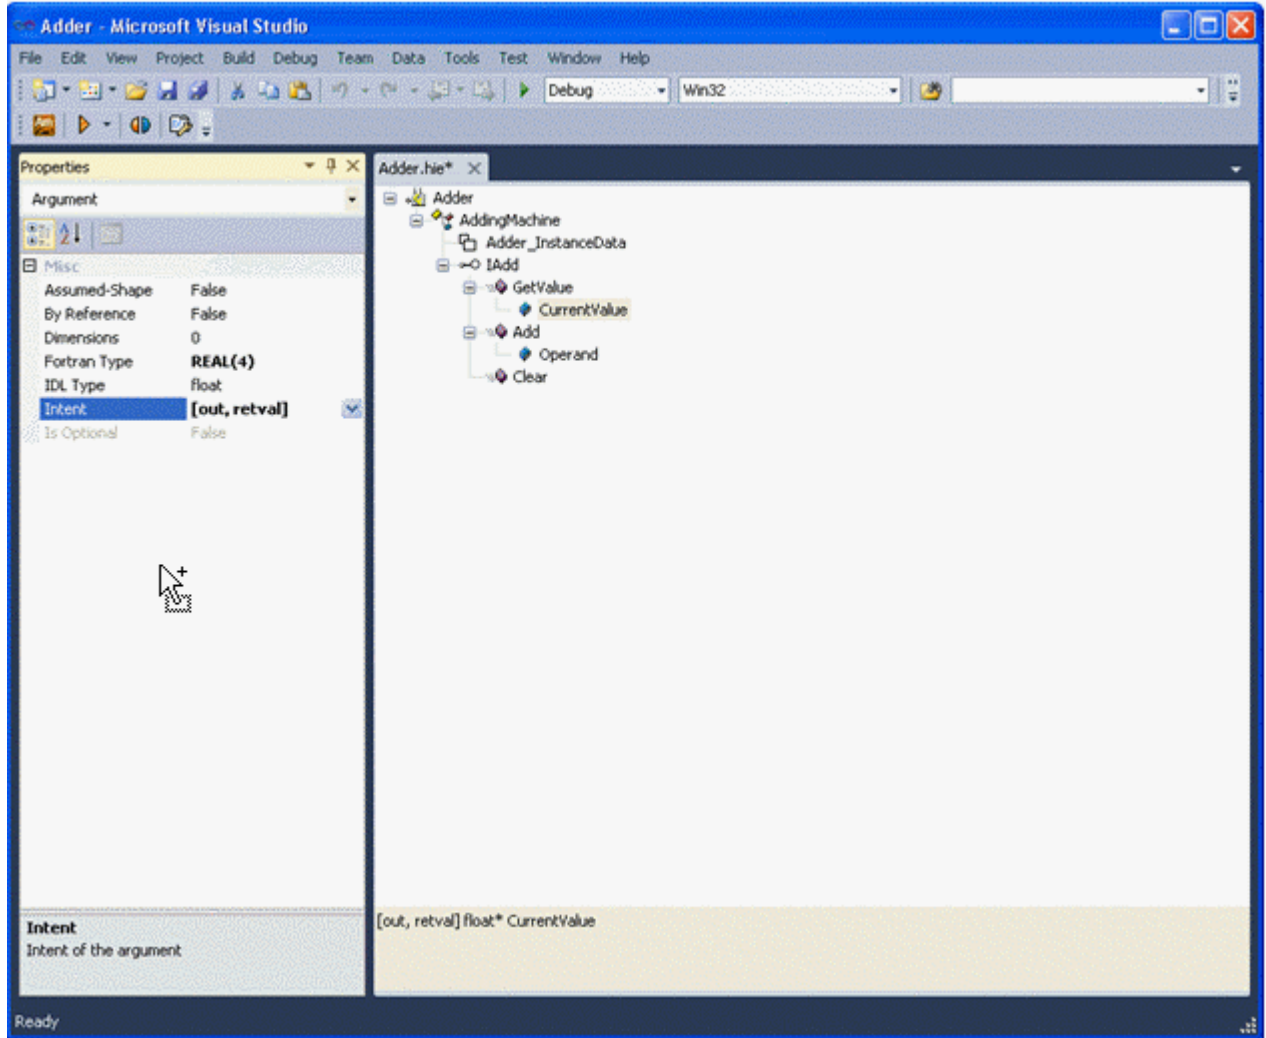 Adder - Microsoft Visual Studio
File Edit View Project Build Debug Team Data Tools Test Window Help
Debug Win32
Properties
Adder.hie*
Argument
Misc
Assumed-Shape False
By Reference False
Dimensions 0
Fortran Type REAL(4)
IDL Type float
Intent [out, retval]
Is Optional False
Adder
AddingMachine
Adder_InstanceData
IAdd
GetValue
CurrentValue
Add
Operand
Clear
Intent
Intent of the argument
[out, retval] float* CurrentValue
Ready